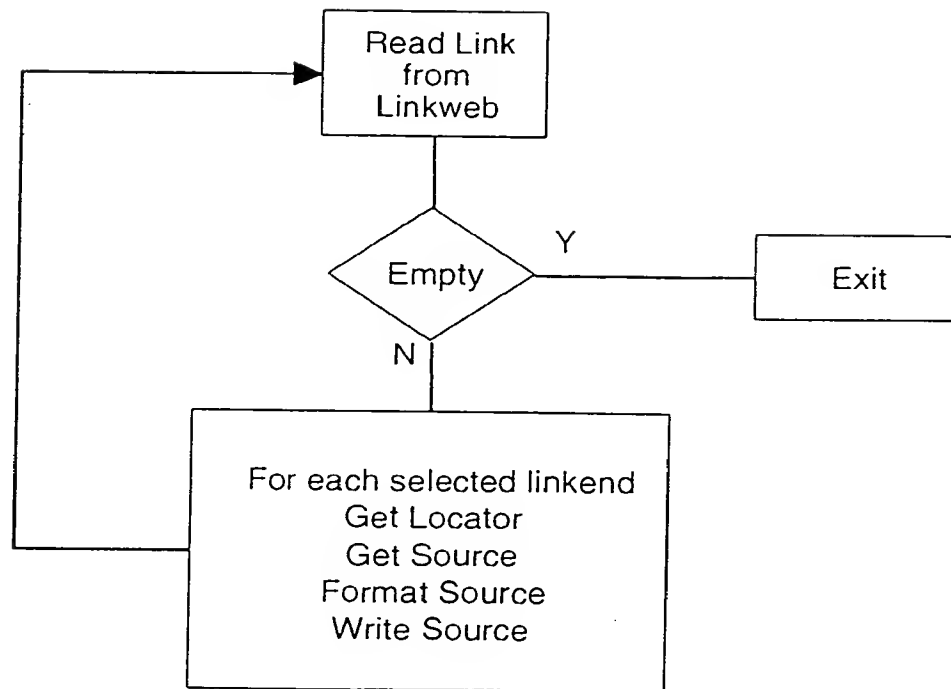 Read Link
from
Linkweb
Empty
Y
Exit
N
For each selected linkend
Get Locator
Get Source
Format Source
Write Source